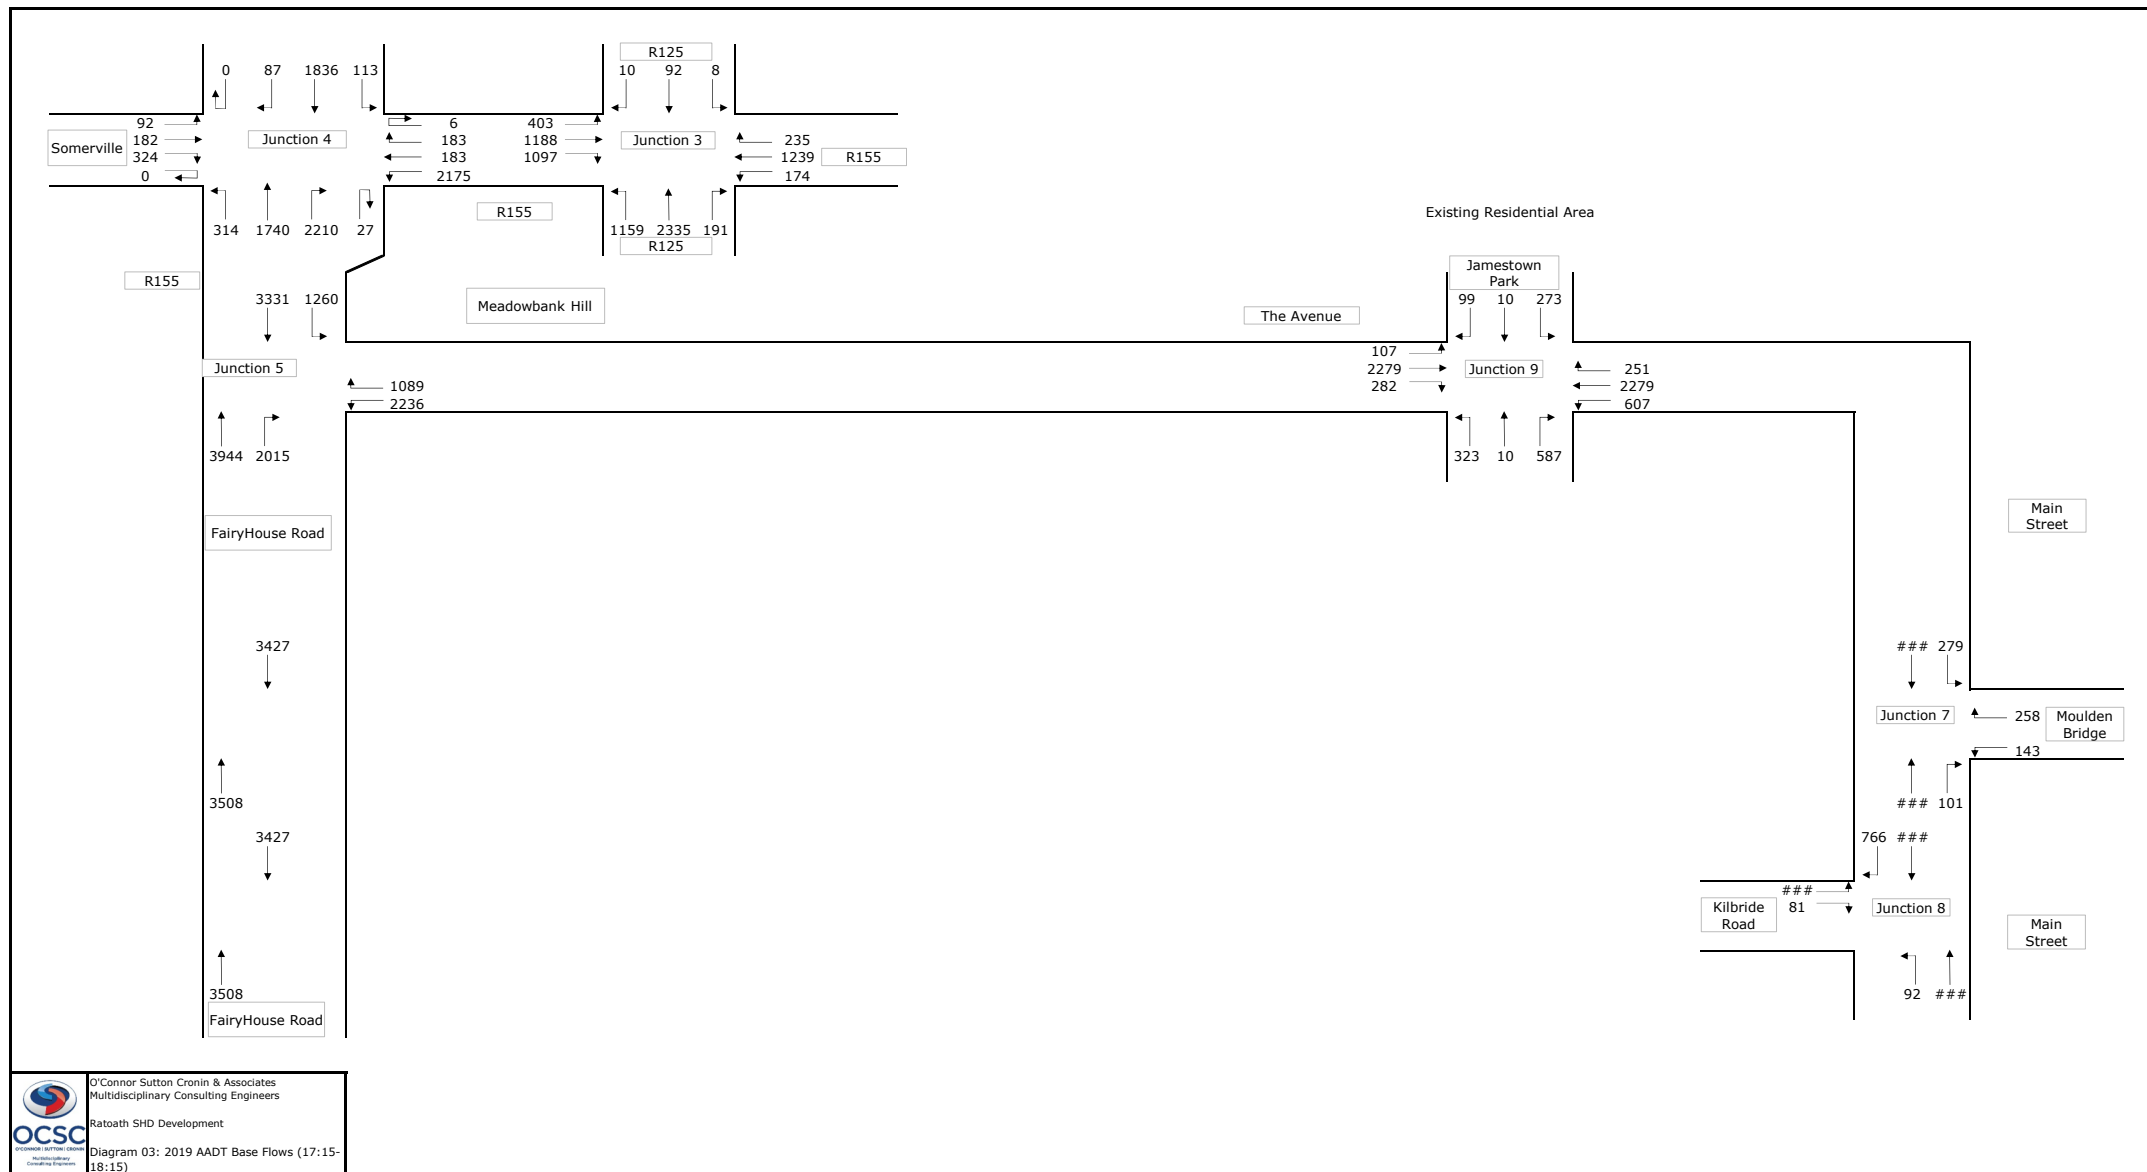 R125
0 87 1836 113
10 92 8
92
182
324
0
Somerville
Junction 4
6
183
183
2175
403
1188
1097
Junction 3
235
1239
174
R155
314 1740 2210 27
R155
1159 2335 191
R125
Existing Residential Area
R155
3331 1260
Meadowbank Hill
The Avenue
Jamestown
Park
99 10 273
Junction 5
1089
2236
107
2279
282
Junction 9
251
2279
607
3944 2015
323 10 587
FairyHouse Road
Main
Street
3427
### 279
Junction 7
258
143
Moulden
Bridge
3508
### 101
3427
766 ###
###
81
Kilbride
Road
Junction 8
Main
Street
3508
92 ###
FairyHouse Road
OCSC
O'CONNOR | SUTTON | CRONIN
Multidisciplinary
Consulting Engineers
O'Connor Sutton Cronin & Associates
Multidisciplinary Consulting Engineers
Ratoath SHD Development
Diagram 03: 2019 AADT Base Flows (17:15-
18:15)